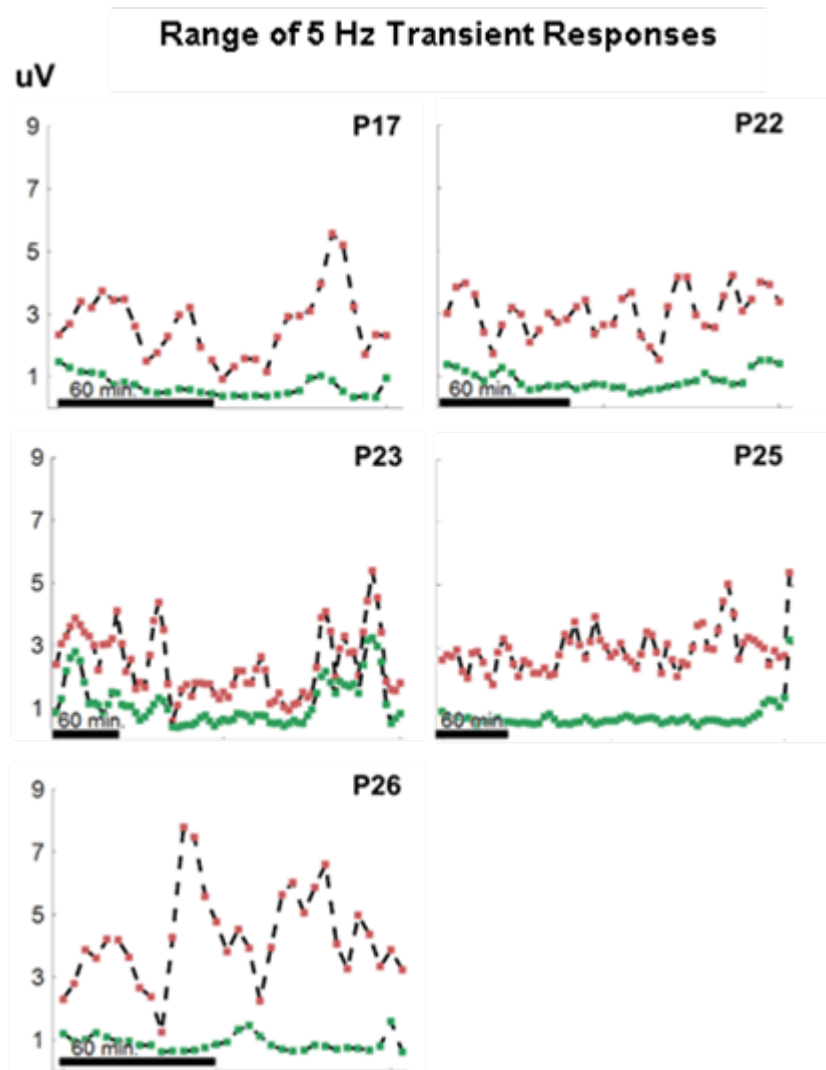 Range of 5 Hz Transient Responses
uV
9
P17
7
5
3
1
60 min.
P22
60 min.
9
P23
7
5
3
1
60 min.
P25
60 min.
9
P26
7
5
3
1
60 min.